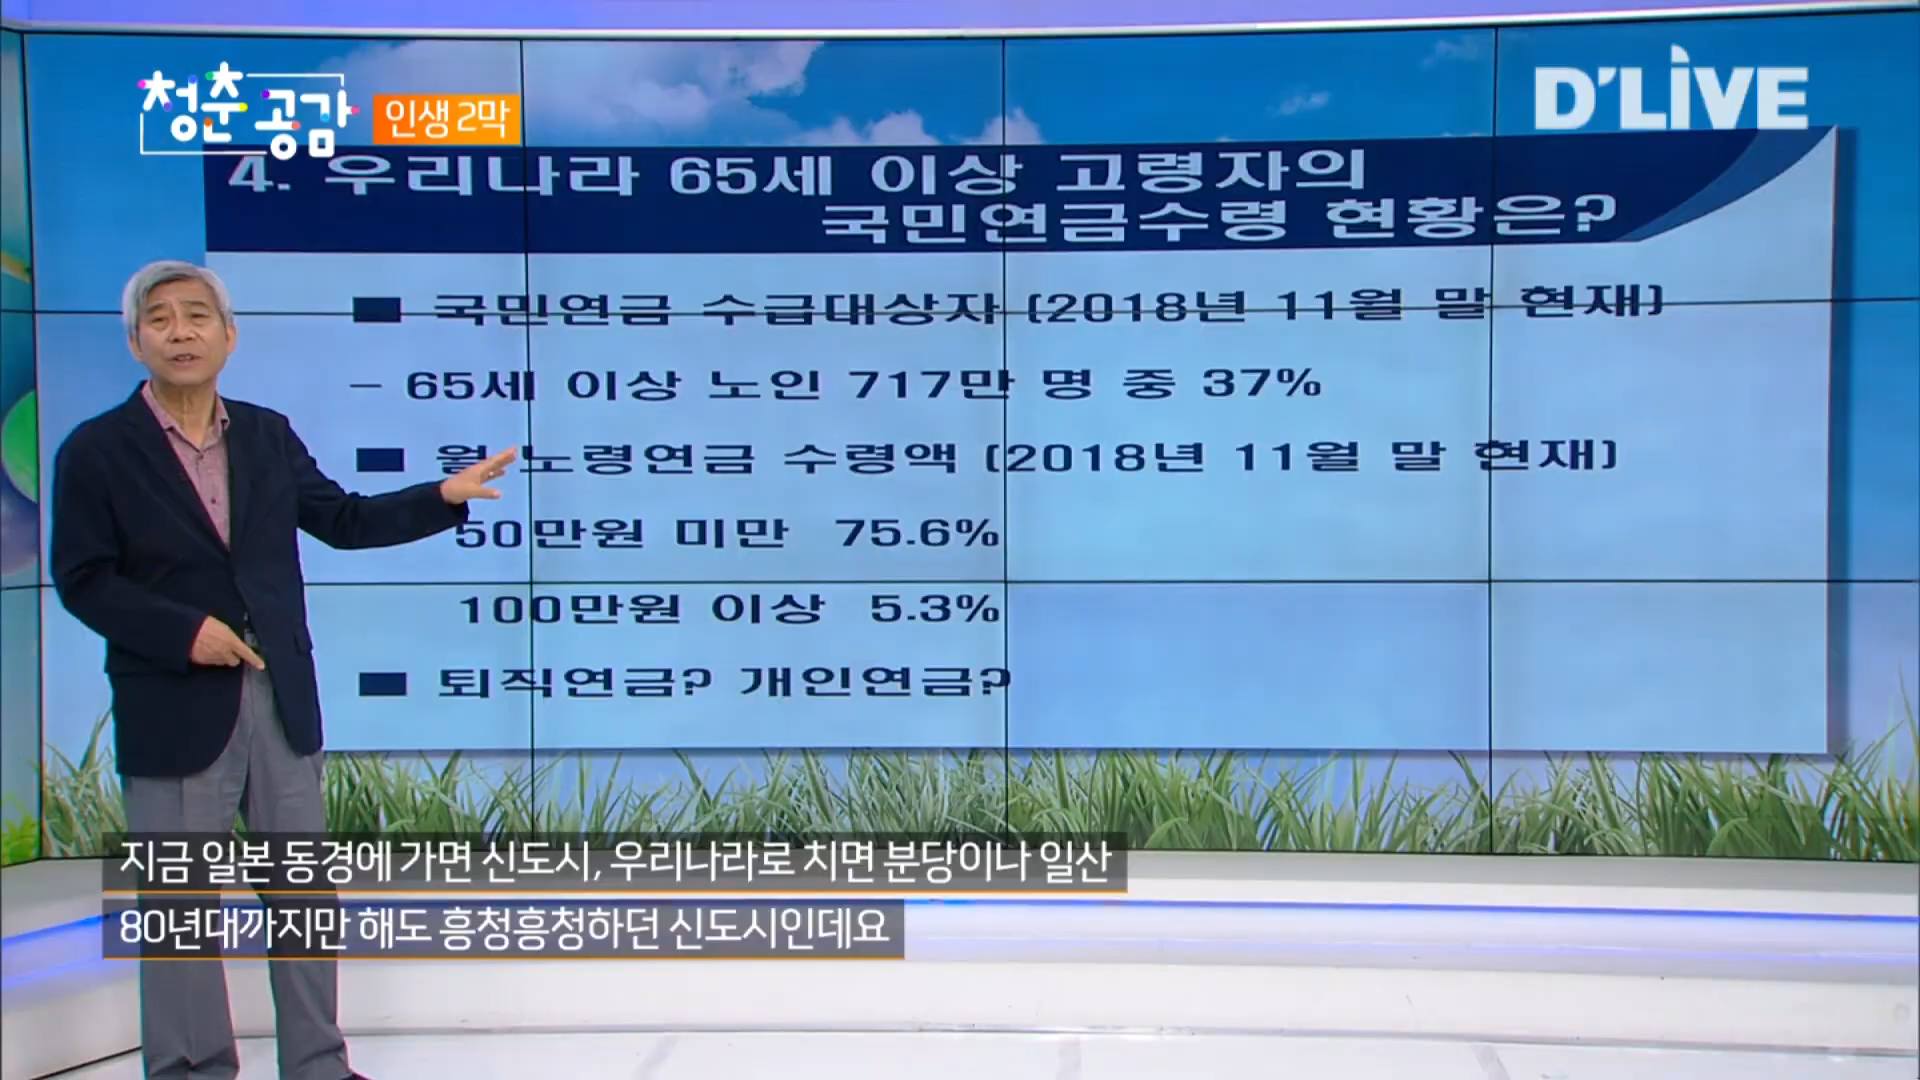 청춘 공감 인생 2막
D'LIVE
4. 우리나라 65세 이상 고령자의
국민연금수령 현황은?
■ 국민연금 수급대상자 (2018년 11월 말 현재)
- 65세 이상 노인 717만 명 중 37%
■ 월 노령연금 수령액 (2018년 11월 말 현재)
50만원 미만 75.6%
100만원 이상 5.3%
■ 퇴직연금? 개인연금?
지금 일본 동경에 가면 신도시, 우리나라로 치면 분당이나 일산
80년대까지만 해도 흥청흥청하던 신도시인데요